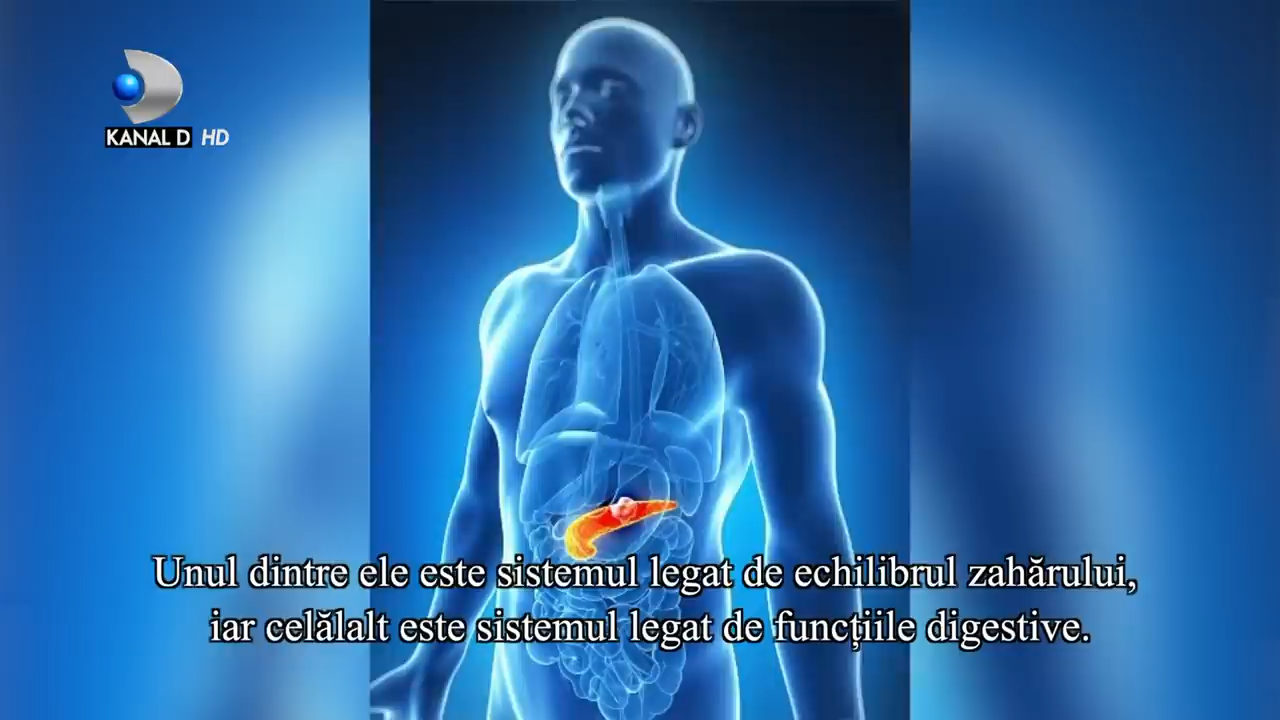 KANAL D HD
Unul dintre ele este sistemul legat de echilibrul zahărului,
iar celălalt este sistemul legat de funcțiile digestive.